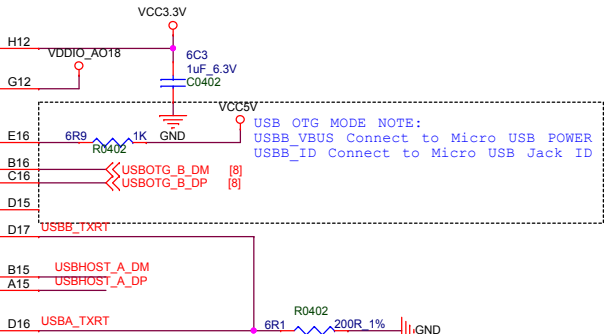 VCC3.3V
H12
VDDIO_AO18
6C3
1uF_6.3V
C0402
G12
VCC5V
USB OTG MODE NOTE:
E16
6R9
1K
GND
USBB_VBUS Connect to Micro USB POWER
R0402
USBB_ID Connect to Micro USB Jack ID
B16
USBOTG_B_DM [8]
C16
USBOTG_B_DP [8]
D15
D17
USBB_TXRT
B15
USBHOST_A_DM
A15
USBHOST_A_DP
R0402
D16
USBA_TXRT
6R1
200R_1%
GND